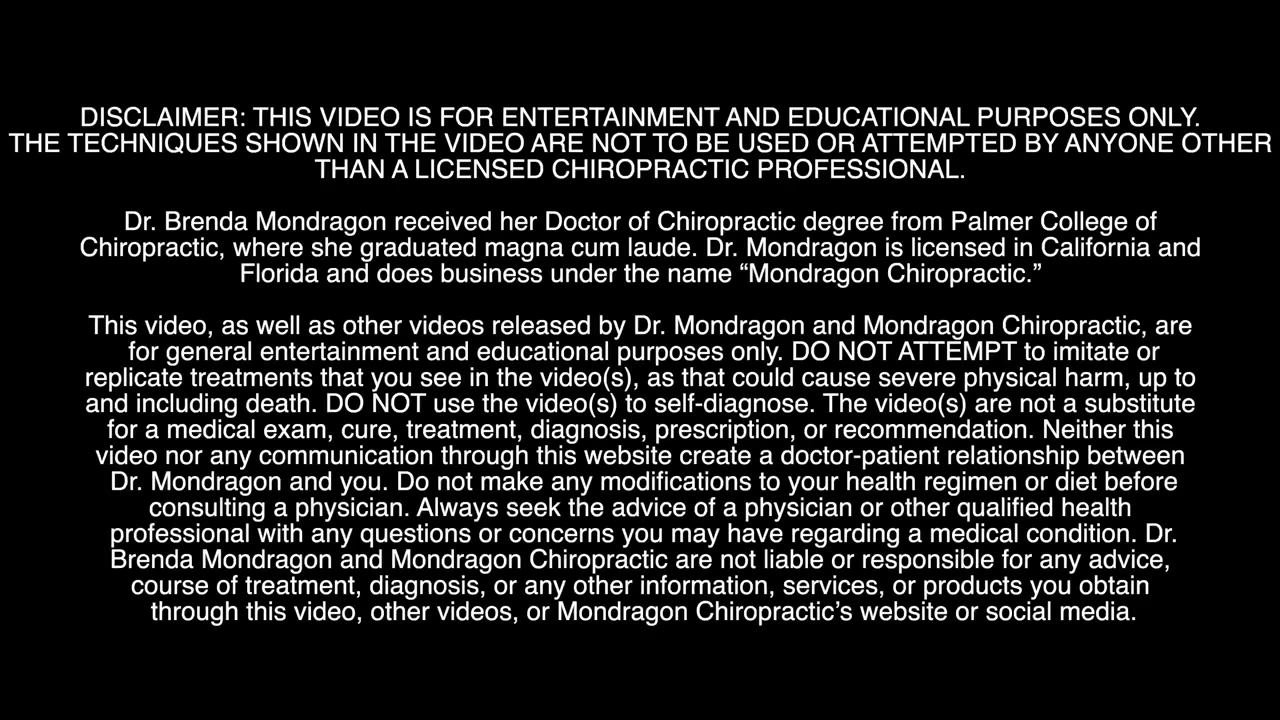 DISCLAIMER: THIS VIDEO IS FOR ENTERTAINMENT AND EDUCATIONAL PURPOSES ONLY.
THE TECHNIQUES SHOWN IN THE VIDEO ARE NOT TO BE USED OR ATTEMPTED BY ANYONE OTHER
THAN A LICENSED CHIROPRACTIC PROFESSIONAL.
Dr. Brenda Mondragon received her Doctor of Chiropractic degree from Palmer College of
Chiropractic, where she graduated magna cum laude. Dr. Mondragon is licensed in California and
Florida and does business under the name “Mondragon Chiropractic.”
This video, as well as other videos released by Dr. Mondragon and Mondragon Chiropractic, are
for general entertainment and educational purposes only. DO NOT ATTEMPT to imitate or
replicate treatments that you see in the video(s), as that could cause severe physical harm, up to
and including death. DO NOT use the video(s) to self-diagnose. The video(s) are not a substitute
for a medical exam, cure, treatment, diagnosis, prescription, or recommendation. Neither this
video nor any communication through this website create a doctor-patient relationship between
Dr. Mondragon and you. Do not make any modifications to your health regimen or diet before
consulting a physician. Always seek the advice of a physician or other qualified health
professional with any questions or concerns you may have regarding a medical condition. Dr.
Brenda Mondragon and Mondragon Chiropractic are not liable or responsible for any advice,
course of treatment, diagnosis, or any other information, services, or products you obtain
through this video, other videos, or Mondragon Chiropractic’s website or social media.